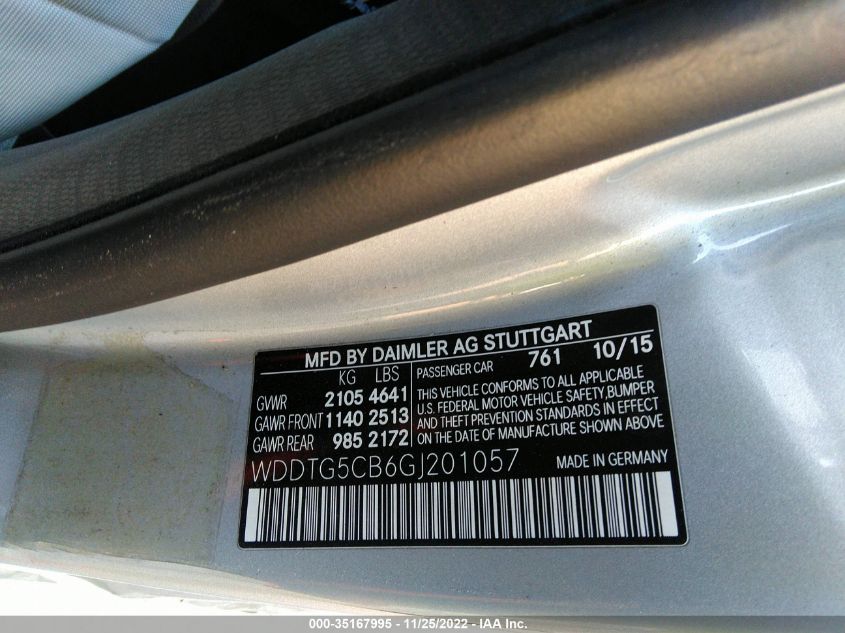 MFD BY DAIMLER AG STUTTGART
KG LBS PASSENGER CAR 761 10/15
GVWR 2105 4641
GAWR FRONT 1140 2513
GAWR REAR 985 2172
THIS VEHICLE CONFORMS TO ALL APPLICABLE
U.S. FEDERAL MOTOR VEHICLE SAFETY, BUMPER
AND THEFT PREVENTION STANDARDS IN EFFECT
ON THE DATE OF MANUFACTURE SHOWN ABOVE
WDDTG5CB6GJ201057 MADE IN GERMANY
000-35167995 - 11/25/2022 - IAA Inc.